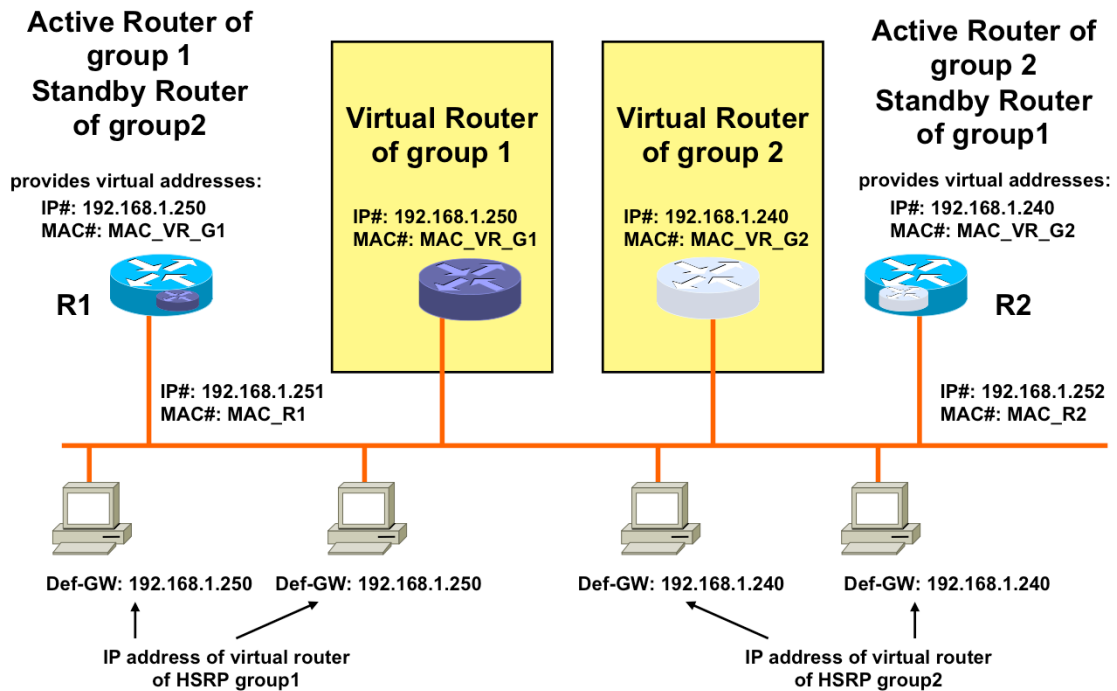 Active Router of
group 1
Standby Router
of group2
provides virtual addresses:
IP#: 192.168.1.250
MAC#: MAC_VR_G1
R1
IP#: 192.168.1.251
MAC#: MAC_R1
Virtual Router
of group 1
IP#: 192.168.1.250
MAC#: MAC_VR_G1
Virtual Router
of group 2
IP#: 192.168.1.240
MAC#: MAC_VR_G2
Active Router of
group 2
Standby Router
of group1
provides virtual addresses:
IP#: 192.168.1.240
MAC#: MAC_VR_G2
R2
IP#: 192.168.1.252
MAC#: MAC_R2
Def-GW: 192.168.1.250
Def-GW: 192.168.1.250
Def-GW: 192.168.1.240
Def-GW: 192.168.1.240
IP address of virtual router
of HSRP group1
IP address of virtual router
of HSRP group2